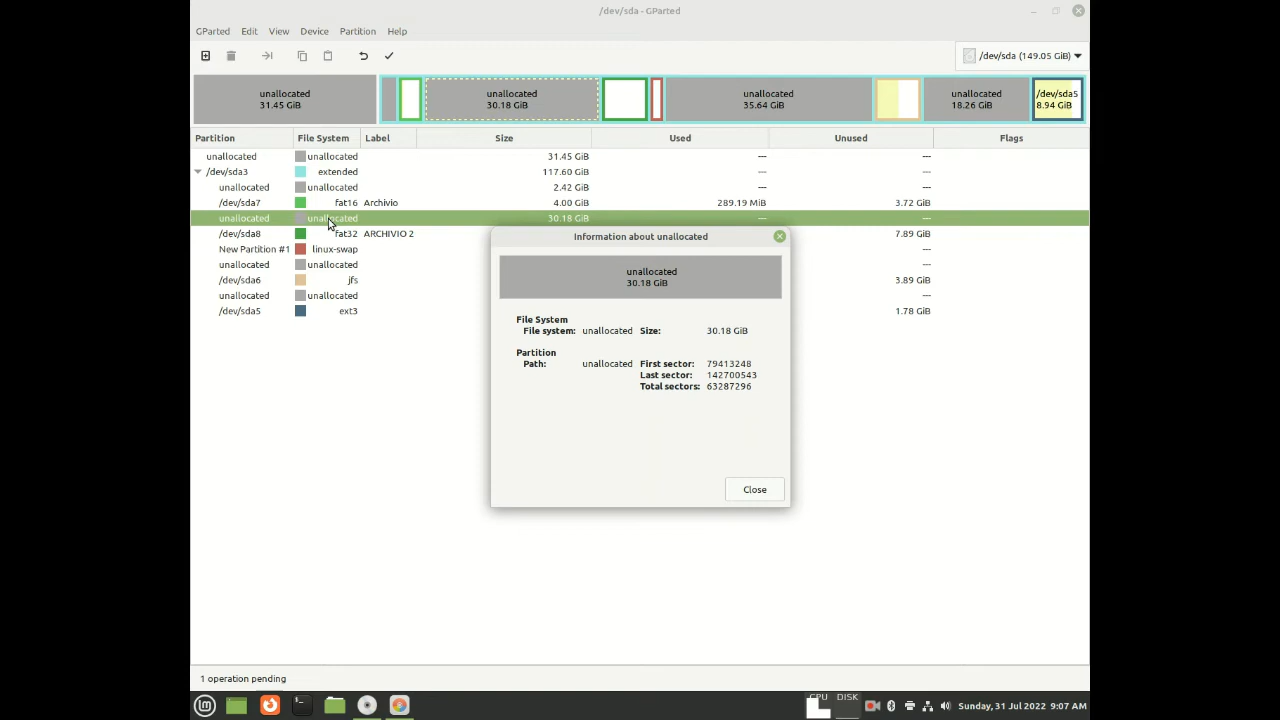 /dev/sda - GParted
GParted Edit View Device Partition Help
/dev/sda (149.05 GiB)
unallocated
31.45 GiB
unallocated
30.18 GiB
unallocated
35.64 GiB
unallocated
18.26 GiB
/dev/sda5
8.94 GiB
Partition File System Label Size Used Unused Flags
unallocated unallocated 31.45 GiB --- ---
/dev/sda3 extended 117.60 GiB --- ---
unallocated unallocated 2.42 GiB --- ---
/dev/sda7 fat16 Archivio 4.00 GiB 289.19 MiB 3.72 GiB
unallocated unallocated 30.18 GiB --- ---
/dev/sda8 fat32 ARCHIVIO 2 7.89 GiB
New Partition #1 linux-swap ---
unallocated unallocated ---
/dev/sda6 jfs 3.89 GiB
unallocated unallocated ---
/dev/sda5 ext3 1.78 GiB
Information about unallocated
unallocated
30.18 GiB
File System
File system: unallocated Size: 30.18 GiB
Partition
Path: unallocated First sector: 79413248
Last sector: 142700543
Total sectors: 63287296
Close
1 operation pending
CPU DISK
Sunday, 31 Jul 2022 9:07 AM